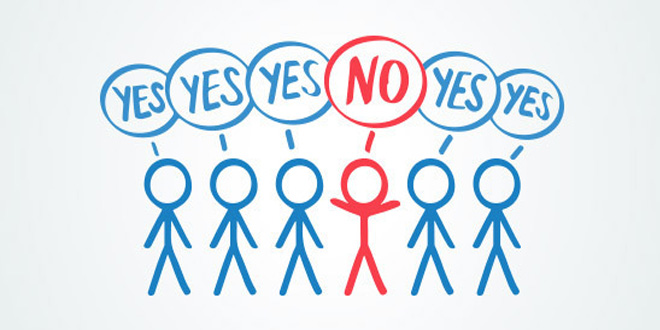 YES YES YES NO YES YES